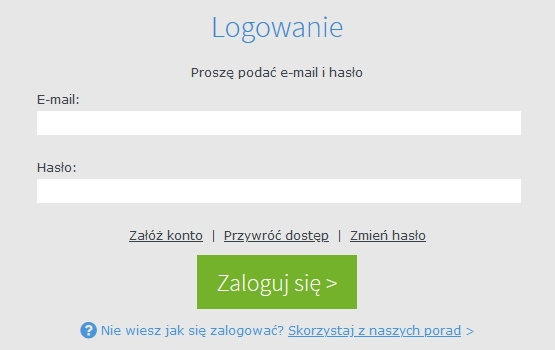 Logowanie
Proszę podać e-mail i hasło
E-mail:
Hasło:
Załóż konto | Przywróć dostęp | Zmień hasło
Zaloguj się >
? Nie wiesz jak się zalogować? Skorzystaj z naszych porad >